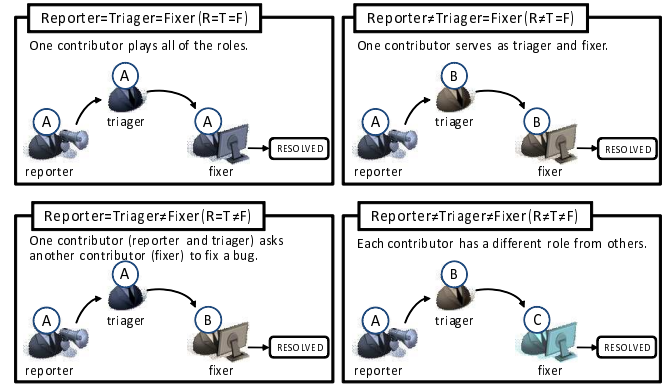 Reporter=Triager=Fixer(R=T=F)
One contributor plays all of the roles.
A
triager
A
A
reporter
fixer
RESOLVED
Reporter≠Triager=Fixer(R≠T=F)
One contributor serves as triager and fixer.
B
triager
A
B
reporter
fixer
RESOLVED
Reporter=Triager≠Fixer(R=T≠F)
One contributor (reporter and triager) asks
another contributor (fixer) to fix a bug.
A
triager
A
B
reporter
fixer
RESOLVED
Reporter≠Triager≠Fixer(R≠T≠F)
Each contributor has a different role from others.
B
triager
A
C
reporter
fixer
RESOLVED